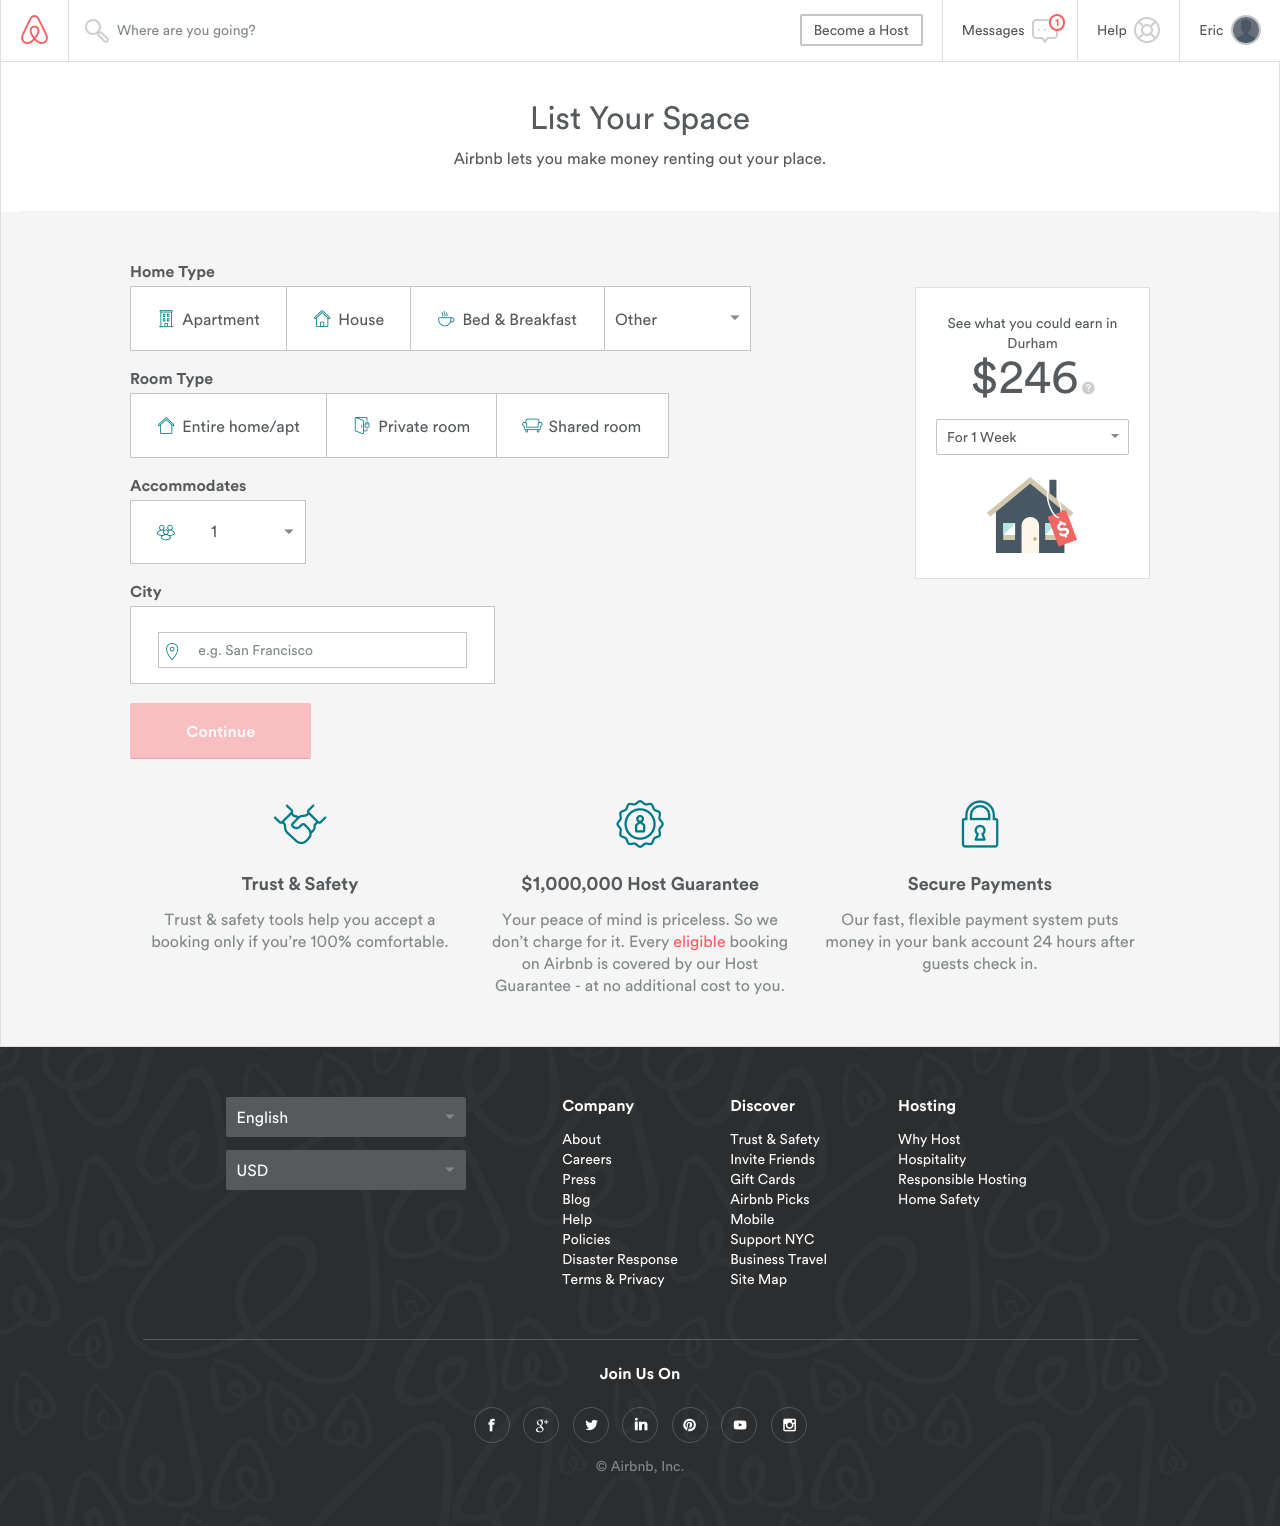 Where are you going?
Become a Host
Messages
1
Help
Eric
List Your Space
Airbnb lets you make money renting out your place.
Home Type
Apartment
House
Bed & Breakfast
Other
Room Type
Entire home/apt
Private room
Shared room
Accommodates
1
City
e.g. San Francisco
Continue
See what you could earn in
Durham
$246
?
For 1 Week
$
Trust & Safety
Trust & safety tools help you accept a
booking only if you’re 100% comfortable.
$1,000,000 Host Guarantee
Your peace of mind is priceless. So we
don’t charge for it. Every eligible booking
on Airbnb is covered by our Host
Guarantee - at no additional cost to you.
Secure Payments
Our fast, flexible payment system puts
money in your bank account 24 hours after
guests check in.
English
USD
Company
About
Careers
Press
Blog
Help
Policies
Disaster Response
Terms & Privacy
Discover
Trust & Safety
Invite Friends
Gift Cards
Airbnb Picks
Mobile
Support NYC
Business Travel
Site Map
Hosting
Why Host
Hospitality
Responsible Hosting
Home Safety
Join Us On
© Airbnb, Inc.